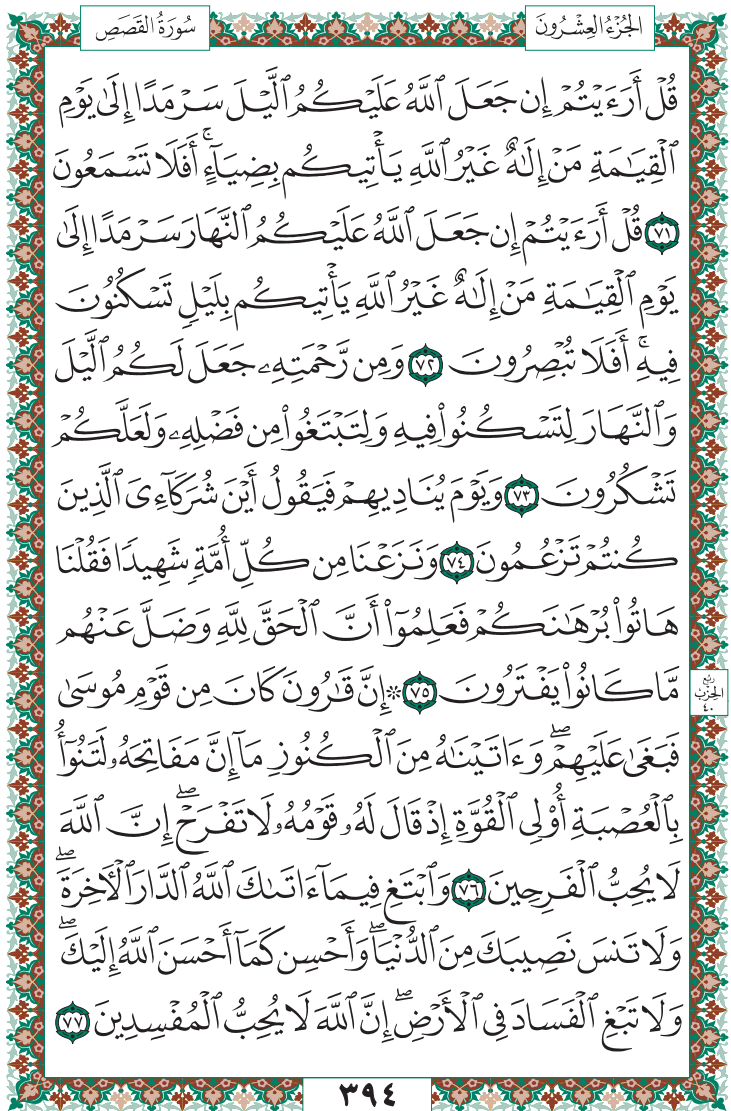 الجُزْءُ العِشْرُونَ
سُورَةُ القَصَصِ
قُلْ أَرَءَيْتُمْ إِن جَعَلَ ٱللَّهُ عَلَيْكُمُ ٱلَّيْلَ سَرْمَدًا إِلَىٰ يَوْمِ
ٱلْقِيَٰمَةِ مَنْ إِلَٰهٌ غَيْرُ ٱللَّهِ يَأْتِيكُم بِضِيَآءٍ ۚ أَفَلَا تَسْمَعُونَ
٧١ قُلْ أَرَءَيْتُمْ إِن جَعَلَ ٱللَّهُ عَلَيْكُمُ ٱلنَّهَارَ سَرْمَدًا إِلَىٰ
يَوْمِ ٱلْقِيَٰمَةِ مَنْ إِلَٰهٌ غَيْرُ ٱللَّهِ يَأْتِيكُم بِلَيْلٍ تَسْكُنُونَ
فِيهِ ۚ أَفَلَا تُبْصِرُونَ ٧٢ وَمِن رَّحْمَتِهِۦ جَعَلَ لَكُمُ ٱلَّيْلَ
وَٱلنَّهَارَ لِتَسْكُنُوا۟ فِيهِ وَلِتَبْتَغُوا۟ مِن فَضْلِهِۦ وَلَعَلَّكُمْ
تَشْكُرُونَ ٧٣ وَيَوْمَ يُنَادِيهِمْ فَيَقُولُ أَيْنَ شُرَكَآءِىَ ٱلَّذِينَ
كُنتُمْ تَزْعُمُونَ ٧٤ وَنَزَعْنَا مِن كُلِّ أُمَّةٍ شَهِيدًا فَقُلْنَا
هَاتُوا۟ بُرْهَٰنَكُمْ فَعَلِمُوٓا۟ أَنَّ ٱلْحَقَّ لِلَّهِ وَضَلَّ عَنْهُم
مَّا كَانُوا۟ يَفْتَرُونَ ٧٥ ۞ إِنَّ قَٰرُونَ كَانَ مِن قَوْمِ مُوسَىٰ
فَبَغَىٰ عَلَيْهِمْ ۖ وَءَاتَيْنَٰهُ مِنَ ٱلْكُنُوزِ مَآ إِنَّ مَفَاتِحَهُۥ لَتَنُوٓأُ
بِٱلْعُصْبَةِ أُو۟لِى ٱلْقُوَّةِ إِذْ قَالَ لَهُۥ قَوْمُهُۥ لَا تَفْرَحْ ۖ إِنَّ ٱللَّهَ
لَا يُحِبُّ ٱلْفَرِحِينَ ٧٦ وَٱبْتَغِ فِيمَآ ءَاتَىٰكَ ٱللَّهُ ٱلدَّارَ ٱلْـَٔاخِرَةَ ۖ
وَلَا تَنسَ نَصِيبَكَ مِنَ ٱلدُّنْيَا ۖ وَأَحْسِن كَمَآ أَحْسَنَ ٱللَّهُ إِلَيْكَ ۖ
وَلَا تَبْغِ ٱلْفَسَادَ فِى ٱلْأَرْضِ ۖ إِنَّ ٱللَّهَ لَا يُحِبُّ ٱلْمُفْسِدِينَ ٧٧
ربع
الحزب
٤٠
٣٩٤